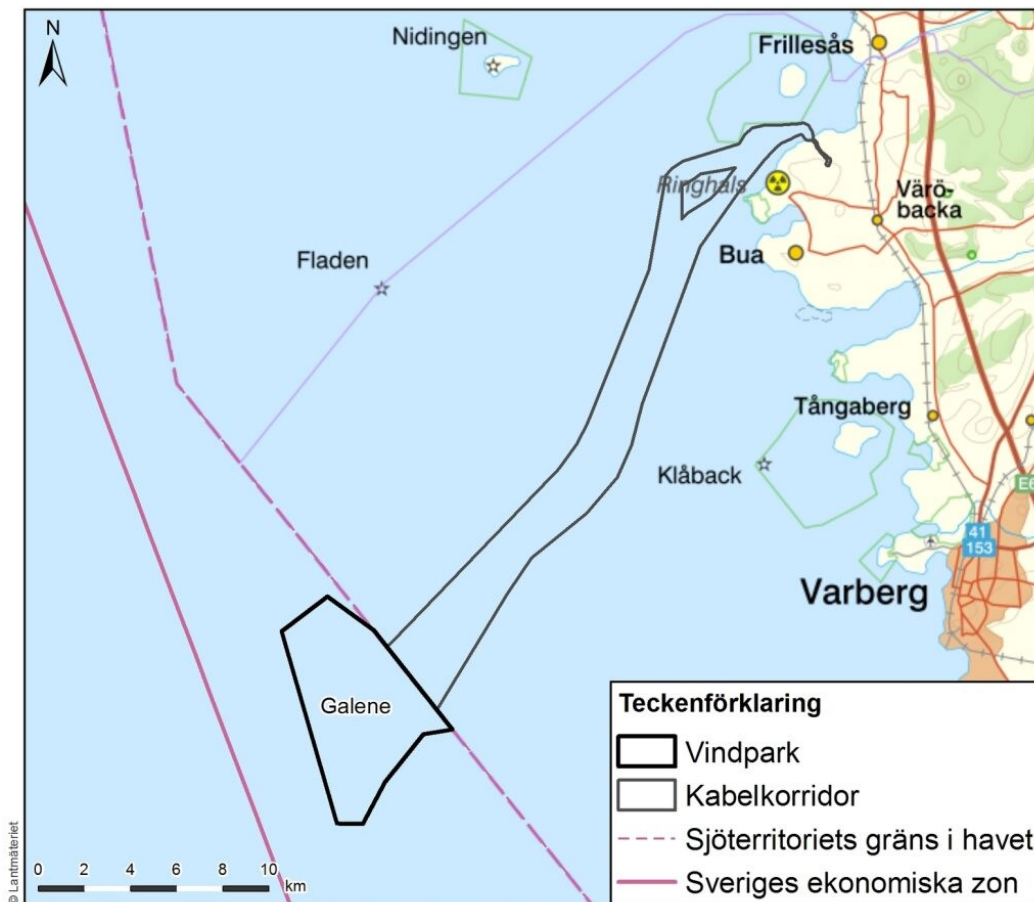 N
Nidingen
Frillesås
Ringhals
Värö-
backa
Bua
Fladen
Tångaberg
Klåback
E6
41
153
Varberg
Galene
Teckenförklaring
Vindpark
Kabelkorridor
Sjöterritoriets gräns i havet
Sveriges ekonomiska zon
0 2 4 6 8 10
km
© Lantmäteriet